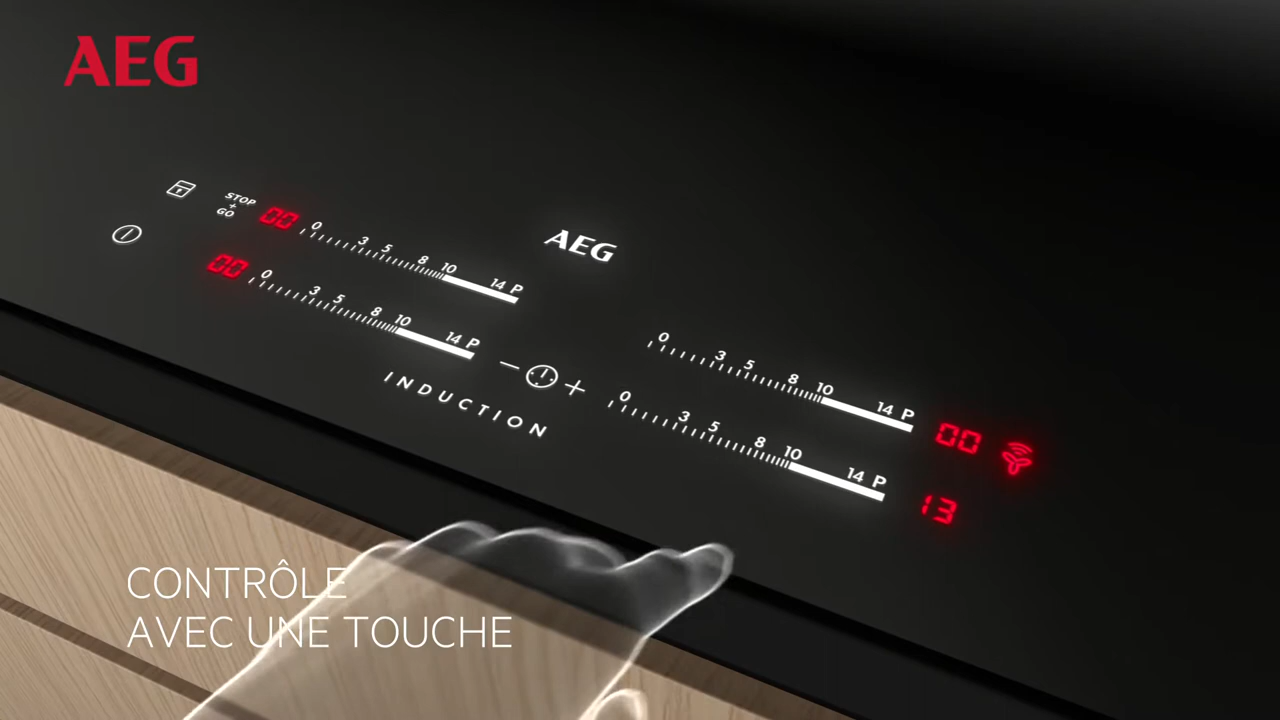 AEG
STOP
+
GO
00 0 3 5 8 10 14 P
00 0 3 5 8 10 14 P
AEG
INDUCTION
− +
0 3 5 8 10 14 P 00
0 3 5 8 10 14 P 13
CONTRÔLE
AVEC UNE TOUCHE